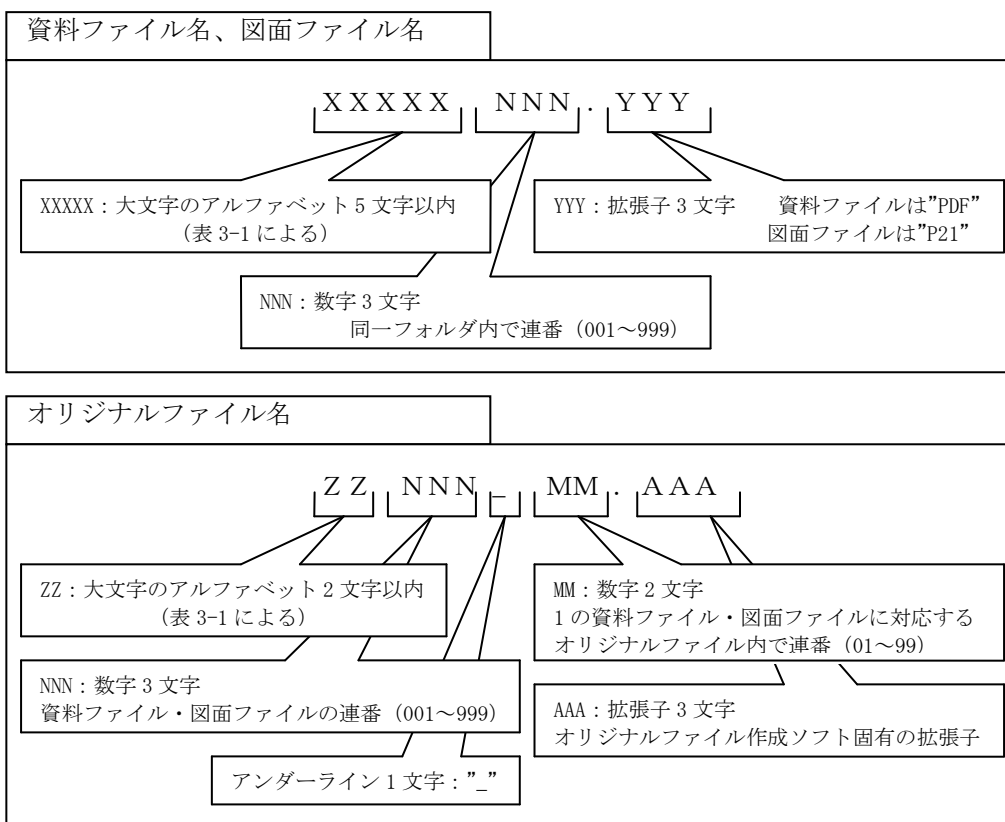 資料ファイル名、図面ファイル名
XXXXX NNN . YYY
XXXXX：大文字のアルファベット5文字以内
(表3-1による)
YYY：拡張子3文字 資料ファイルは”PDF”
図面ファイルは”P21”
NNN：数字3文字
同一フォルダ内で連番（001～999）
オリジナルファイル名
ZZ NNN _ MM . AAA
ZZ：大文字のアルファベット2文字以内
(表3-1による)
MM：数字2文字
1の資料ファイル・図面ファイルに対応する
オリジナルファイル内で連番（01～99）
NNN：数字3文字
資料ファイル・図面ファイルの連番（001～999）
AAA：拡張子3文字
オリジナルファイル作成ソフト固有の拡張子
アンダーライン1文字：”_”